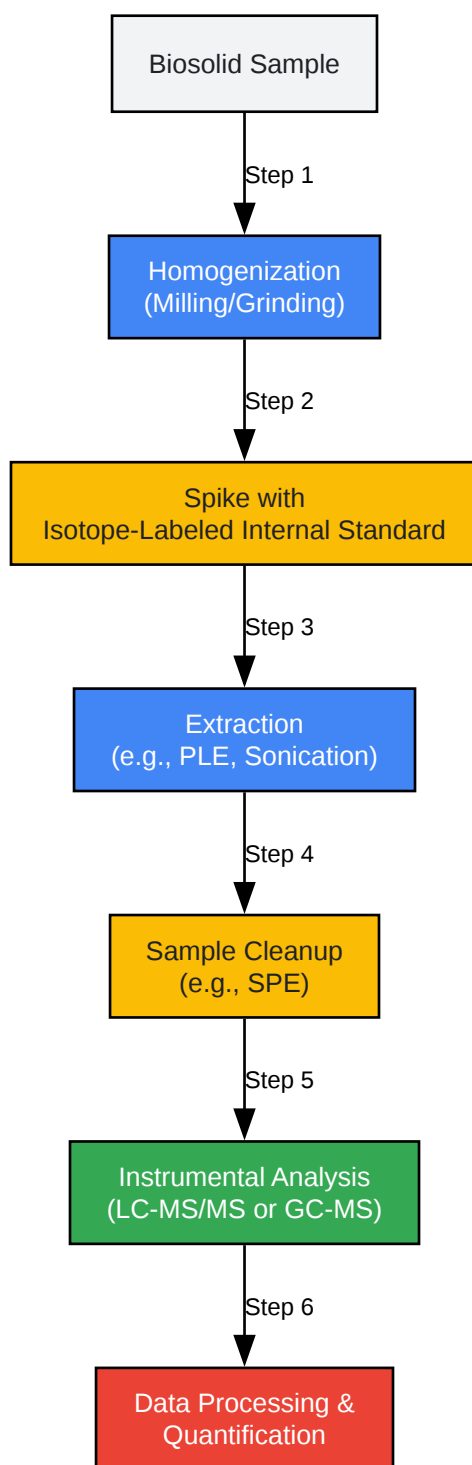 Biosolid Sample
Step 1
Homogenization
(Milling/Grinding)
Step 2
Spike with
Isotope-Labeled Internal Standard
Step 3
Extraction
(e.g., PLE, Sonication)
Step 4
Sample Cleanup
(e.g., SPE)
Step 5
Instrumental Analysis
(LC-MS/MS or GC-MS)
Step 6
Data Processing &
Quantification